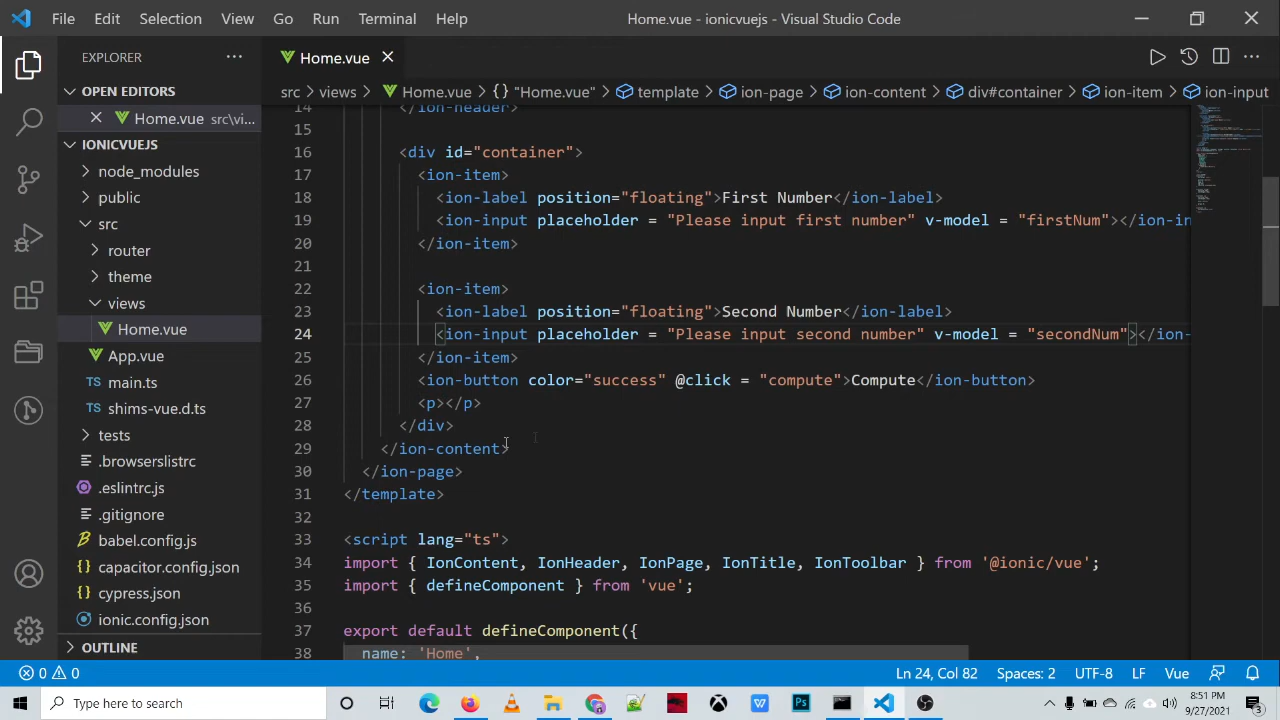 File Edit Selection View Go Run Terminal Help
Home.vue - ionicvuejs - Visual Studio Code
EXPLORER
OPEN EDITORS
Home.vue src\vi...
IONICVUEJS
node_modules
public
src
router
theme
views
Home.vue
App.vue
TS main.ts
TS shims-vue.d.ts
tests
.browserslistrc
.eslintrc.js
.gitignore
babel.config.js
capacitor.config.json
cypress.json
ionic.config.json
OUTLINE
Home.vue
src > views > Home.vue > {} "Home.vue" > template > ion-page > ion-content > div#container > ion-item > ion-input
14 </ion-header>
15
16 <div id="container">
17 <ion-item>
18 <ion-label position="floating">First Number</ion-label>
19 <ion-input placeholder = "Please input first number" v-model = "firstNum"></ion-in
20 </ion-item>
21
22 <ion-item>
23 <ion-label position="floating">Second Number</ion-label>
24 <ion-input placeholder = "Please input second number" v-model = "secondNum"></ion-
25 </ion-item>
26 <ion-button color="success" @click = "compute">Compute</ion-button>
27 <p></p>
28 </div>
29 </ion-content>
30 </ion-page>
31 </template>
32
33 <script lang="ts">
34 import { IonContent, IonHeader, IonPage, IonTitle, IonToolbar } from '@ionic/vue';
35 import { defineComponent } from 'vue';
36
37 export default defineComponent({
38 name: 'Home',
0 0
Ln 24, Col 82 Spaces: 2 UTF-8 LF Vue
Type here to search
Ps
8:51 PM
9/27/2021
3